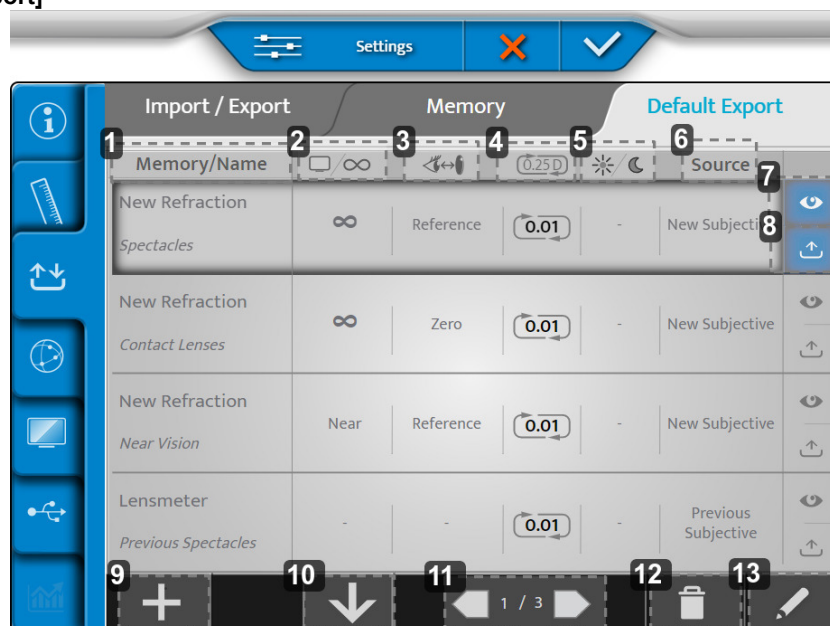 ort]
Settings
Import / Export Memory Default Export
1 2 3 4 5 6
Memory/Name 0.25 D Source
7
New Refraction
Spectacles
∞ Reference 0.01 - New Subjecti
8
New Refraction
Contact Lenses
∞ Zero 0.01 - New Subjective
New Refraction
Near Vision
Near Reference 0.01 - New Subjective
Lensmeter
Previous Spectacles
- - 0.01 - Previous
Subjective
9 10 11 12 13
1 / 3